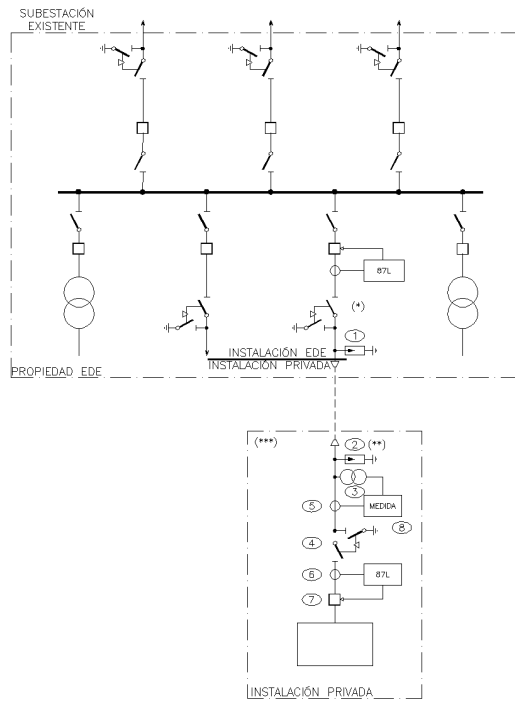 SUBESTACIÓN
EXISTENTE
87L
(*)
1
INSTALACIÓN EDE
INSTALACIÓN PRIVADA
PROPIEDAD EDE
(***)
2
(**)
3
5
MEDIDA
8
4
6
87L
7
INSTALACIÓN PRIVADA